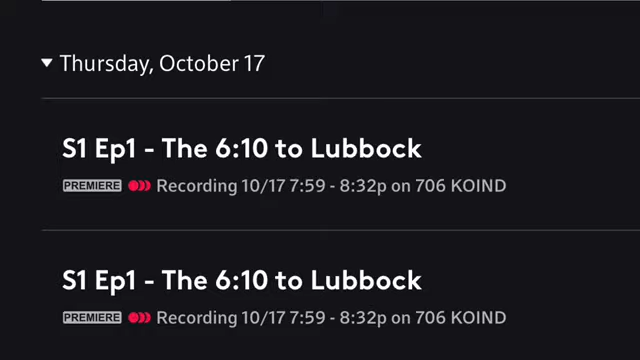 Thursday, October 17
S1 Ep1 - The 6:10 to Lubbock
PREMIERE Recording 10/17 7:59 - 8:32p on 706 KOIND
S1 Ep1 - The 6:10 to Lubbock
PREMIERE Recording 10/17 7:59 - 8:32p on 706 KOIND